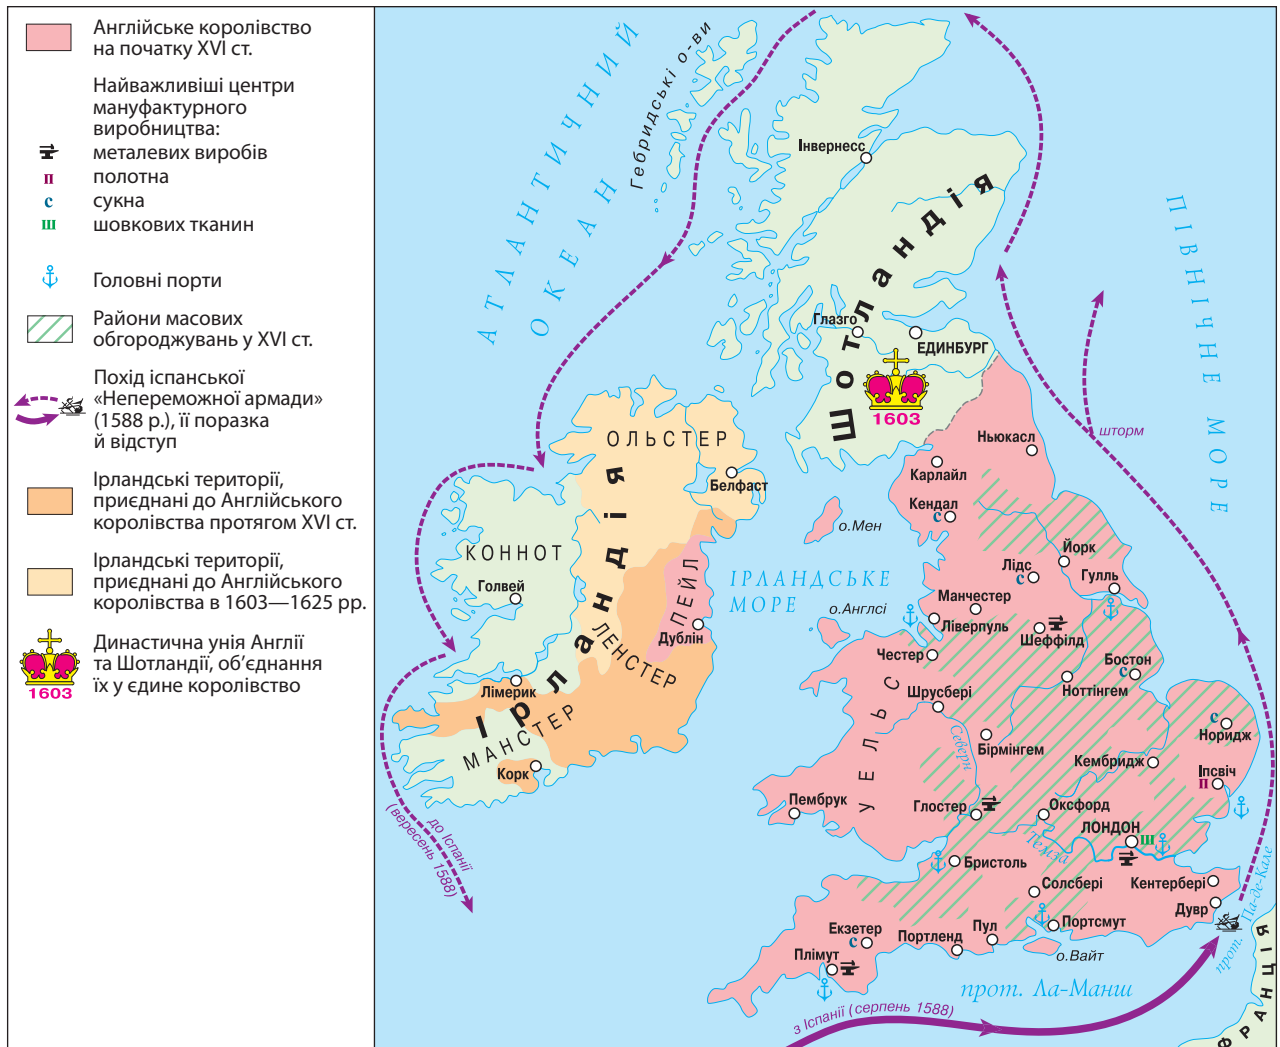 Англійське королівство
на початку XVI ст.
Найважливіші центри
мануфактурного
виробництва:
металевих виробів
п полотна
с сукна
ш шовкових тканин
Головні порти
Райони масових
обгороджувань у XVI ст.
Похід іспанської
«Непереможної армади»
(1588 р.), її поразка
й відступ
Ірландські території,
приєднані до Англійського
королівства протягом XVI ст.
Ірландські території,
приєднані до Англійського
королівства в 1603—1625 рр.
Династична унія Англії
та Шотландії, об’єднання
їх у єдине королівство
1603
АТЛАНТИЧНИЙ
ОКЕАН
Гебридські о-ви
Інвернесс
Шотландія
Глазго
ЕДИНБУРГ
1603
ПІВНІЧНЕ МОРЕ
шторм
ОЛЬСТЕР
Белфаст
Ірландія
КОННОТ
Голвей
ПЕЙЛ
Дублін
ЛЕНСТЕР
Лімерик
МАНСТЕР
Корк
до Іспанії
(вересень 1588)
ІРЛАНДСЬКЕ
МОРЕ
о.Мен
о.Англсі
Ньюкасл
Карлайл
Кендал
с
Йорк
Лідс
с
Гулль
Манчестер
Ліверпуль
Шеффілд
Честер
Бостон
с
Ноттінгем
Шрусбері
УЕЛЬС
Северн
Бірмінгем
с
Норидж
Кембридж
Іпсвіч
п
Пембрук
Глостер
Оксфорд
ЛОНДОН
ш
Темза
Бристоль
Солсбері
Кентербері
Дувр
Екзетер
с
Портленд
Пул
Портсмут
Плімут
о.Вайт
прот. Ла-Манш
прот. Па-де-Кале
з Іспанії (серпень 1588)
ФРАНЦІЯ